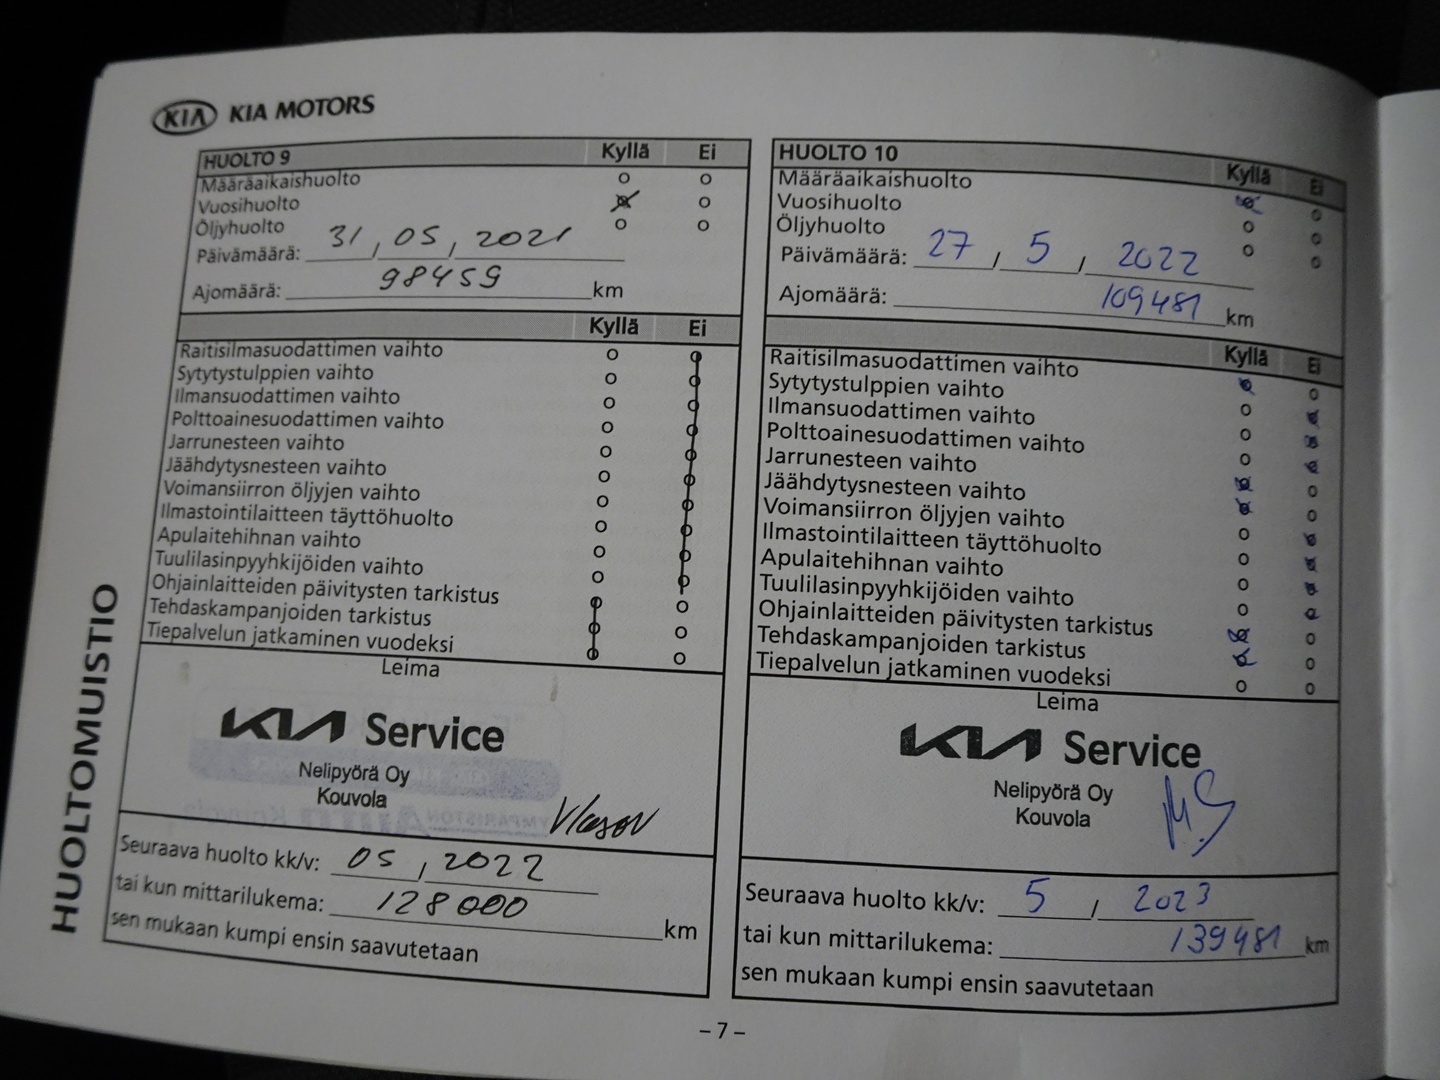 KIA KIA MOTORS
HUOLTO 9 Kyllä Ei
Määräaikaishuolto
Vuosihuolto
Öljyhuolto
Päivämäärä: 31, 05, 2021
Ajomäärä: 98459 km
Kyllä Ei
Raitisilmasuodattimen vaihto
Sytytystulppien vaihto
Ilmansuodattimen vaihto
Polttoainesuodattimen vaihto
Jarrunesteen vaihto
Jäähdytysnesteen vaihto
Voimansiirron öljyjen vaihto
Ilmastointilaitteen täyttöhuolto
Apulaitehihnan vaihto
Tuulilasinpyyhkijöiden vaihto
Ohjainlaitteiden päivitysten tarkistus
Tehdaskampanjoiden tarkistus
Tiepalvelun jatkaminen vuodeksi
Leima
KIA Service
Nelipyörä Oy
Kouvola
Vlasov
Seuraava huolto kk/v: 05, 2022
tai kun mittarilukema: 128000 km
sen mukaan kumpi ensin saavutetaan
HUOLTO 10 Kyllä Ei
Määräaikaishuolto
Vuosihuolto
Öljyhuolto
Päivämäärä: 27, 5, 2022
Ajomäärä: 109481 km
Kyllä Ei
Raitisilmasuodattimen vaihto
Sytytystulppien vaihto
Ilmansuodattimen vaihto
Polttoainesuodattimen vaihto
Jarrunesteen vaihto
Jäähdytysnesteen vaihto
Voimansiirron öljyjen vaihto
Ilmastointilaitteen täyttöhuolto
Apulaitehihnan vaihto
Tuulilasinpyyhkijöiden vaihto
Ohjainlaitteiden päivitysten tarkistus
Tehdaskampanjoiden tarkistus
Tiepalvelun jatkaminen vuodeksi
Leima
KIA Service
Nelipyörä Oy
Kouvola
M.S
Seuraava huolto kk/v: 5, 2023
tai kun mittarilukema: 139481 km
sen mukaan kumpi ensin saavutetaan
HUOLTOMUISTIO
– 7 –